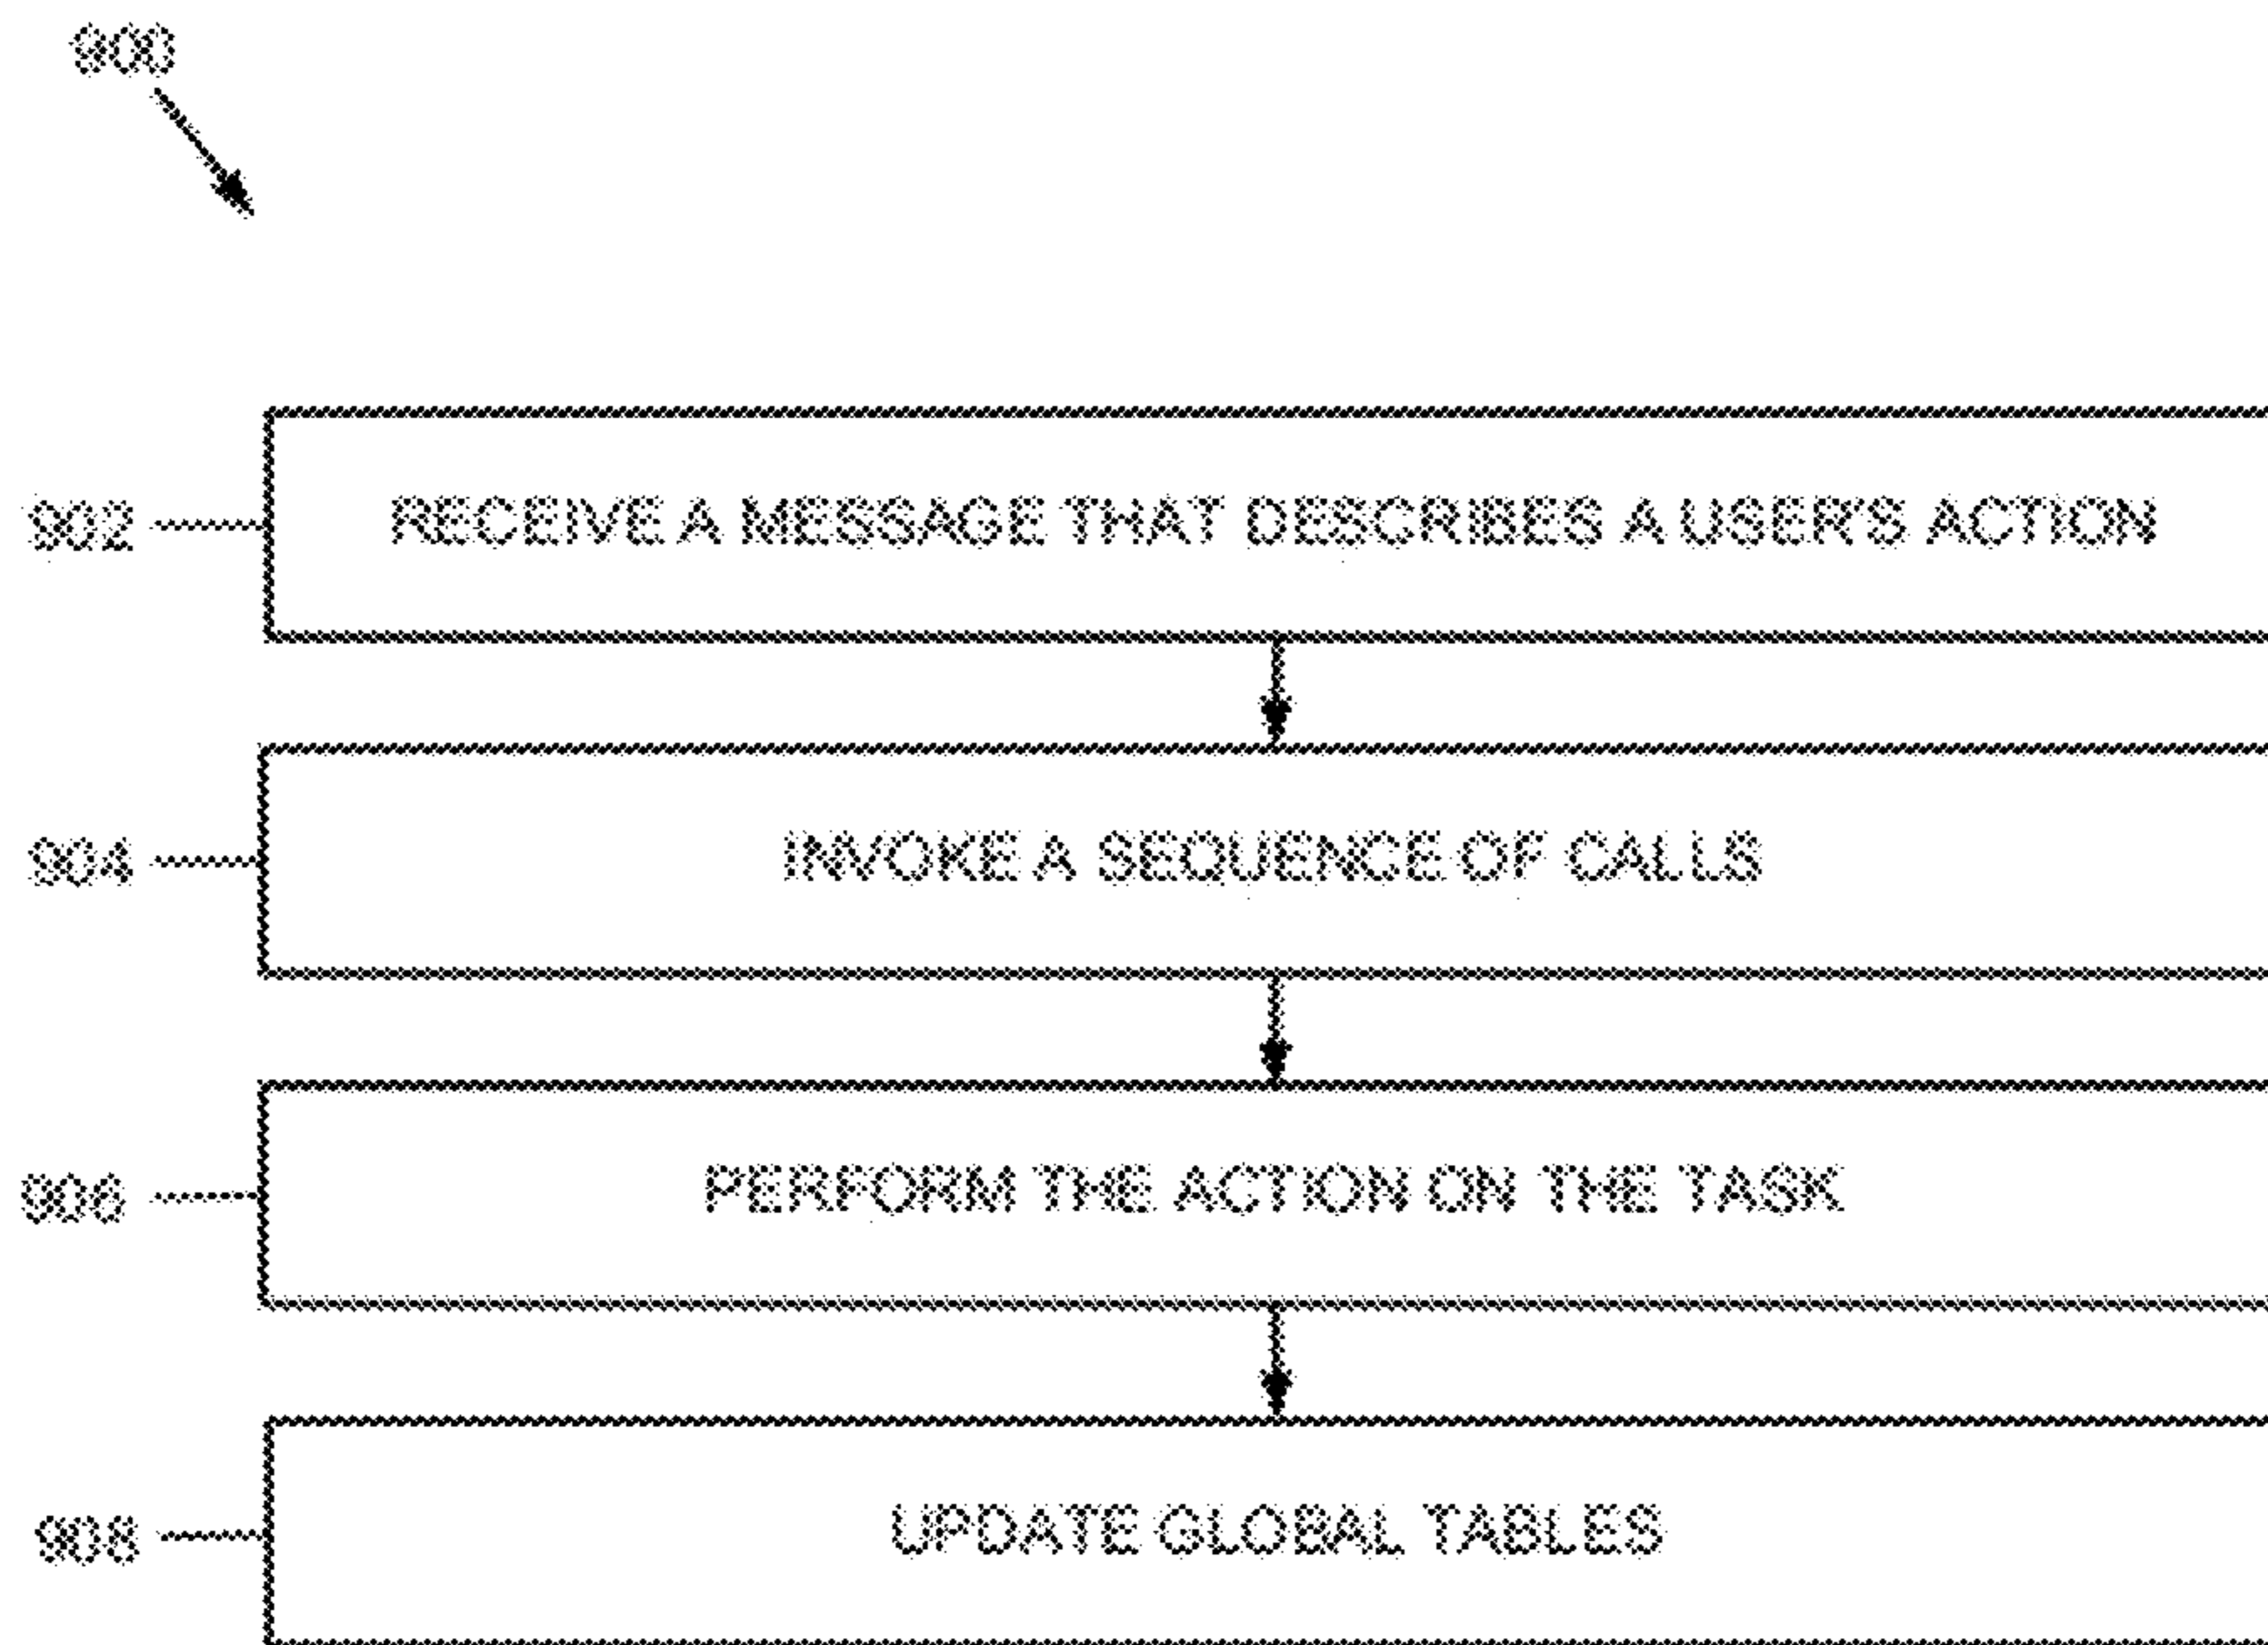 900
902 RECEIVE A MESSAGE THAT DESCRIBES A USER'S ACTION
904 INVOKE A SEQUENCE OF CALLS
906 PERFORM THE ACTION ON THE TASK
908 UPDATE GLOBAL TABLES